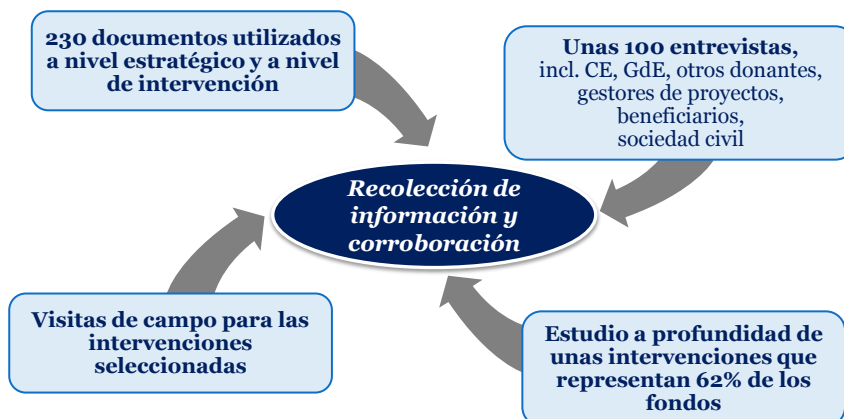 230 documentos utilizados
a nivel estratégico y a nivel
de intervención
Unas 100 entrevistas,
incl. CE, GdE, otros donantes,
gestores de proyectos,
beneficiarios,
sociedad civil
Recolección de
información y
corroboración
Visitas de campo para las
intervenciones
seleccionadas
Estudio a profundidad de
unas intervenciones que
representan 62% de los
fondos